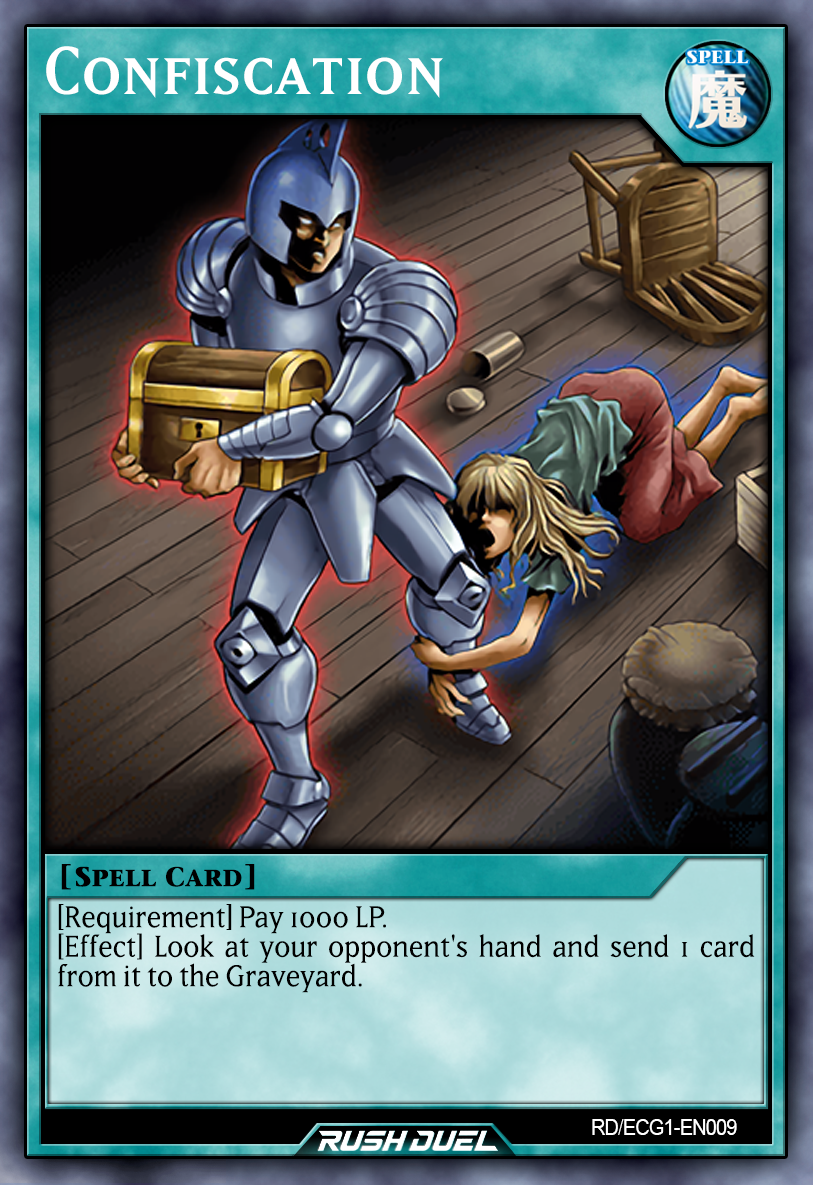 CONFISCATION
SPELL
魔
[SPELL CARD]
[Requirement] Pay 1000 LP.
[Effect] Look at your opponent's hand and send 1 card
from it to the Graveyard.
RD/ECG1-EN009
RUSH DUEL